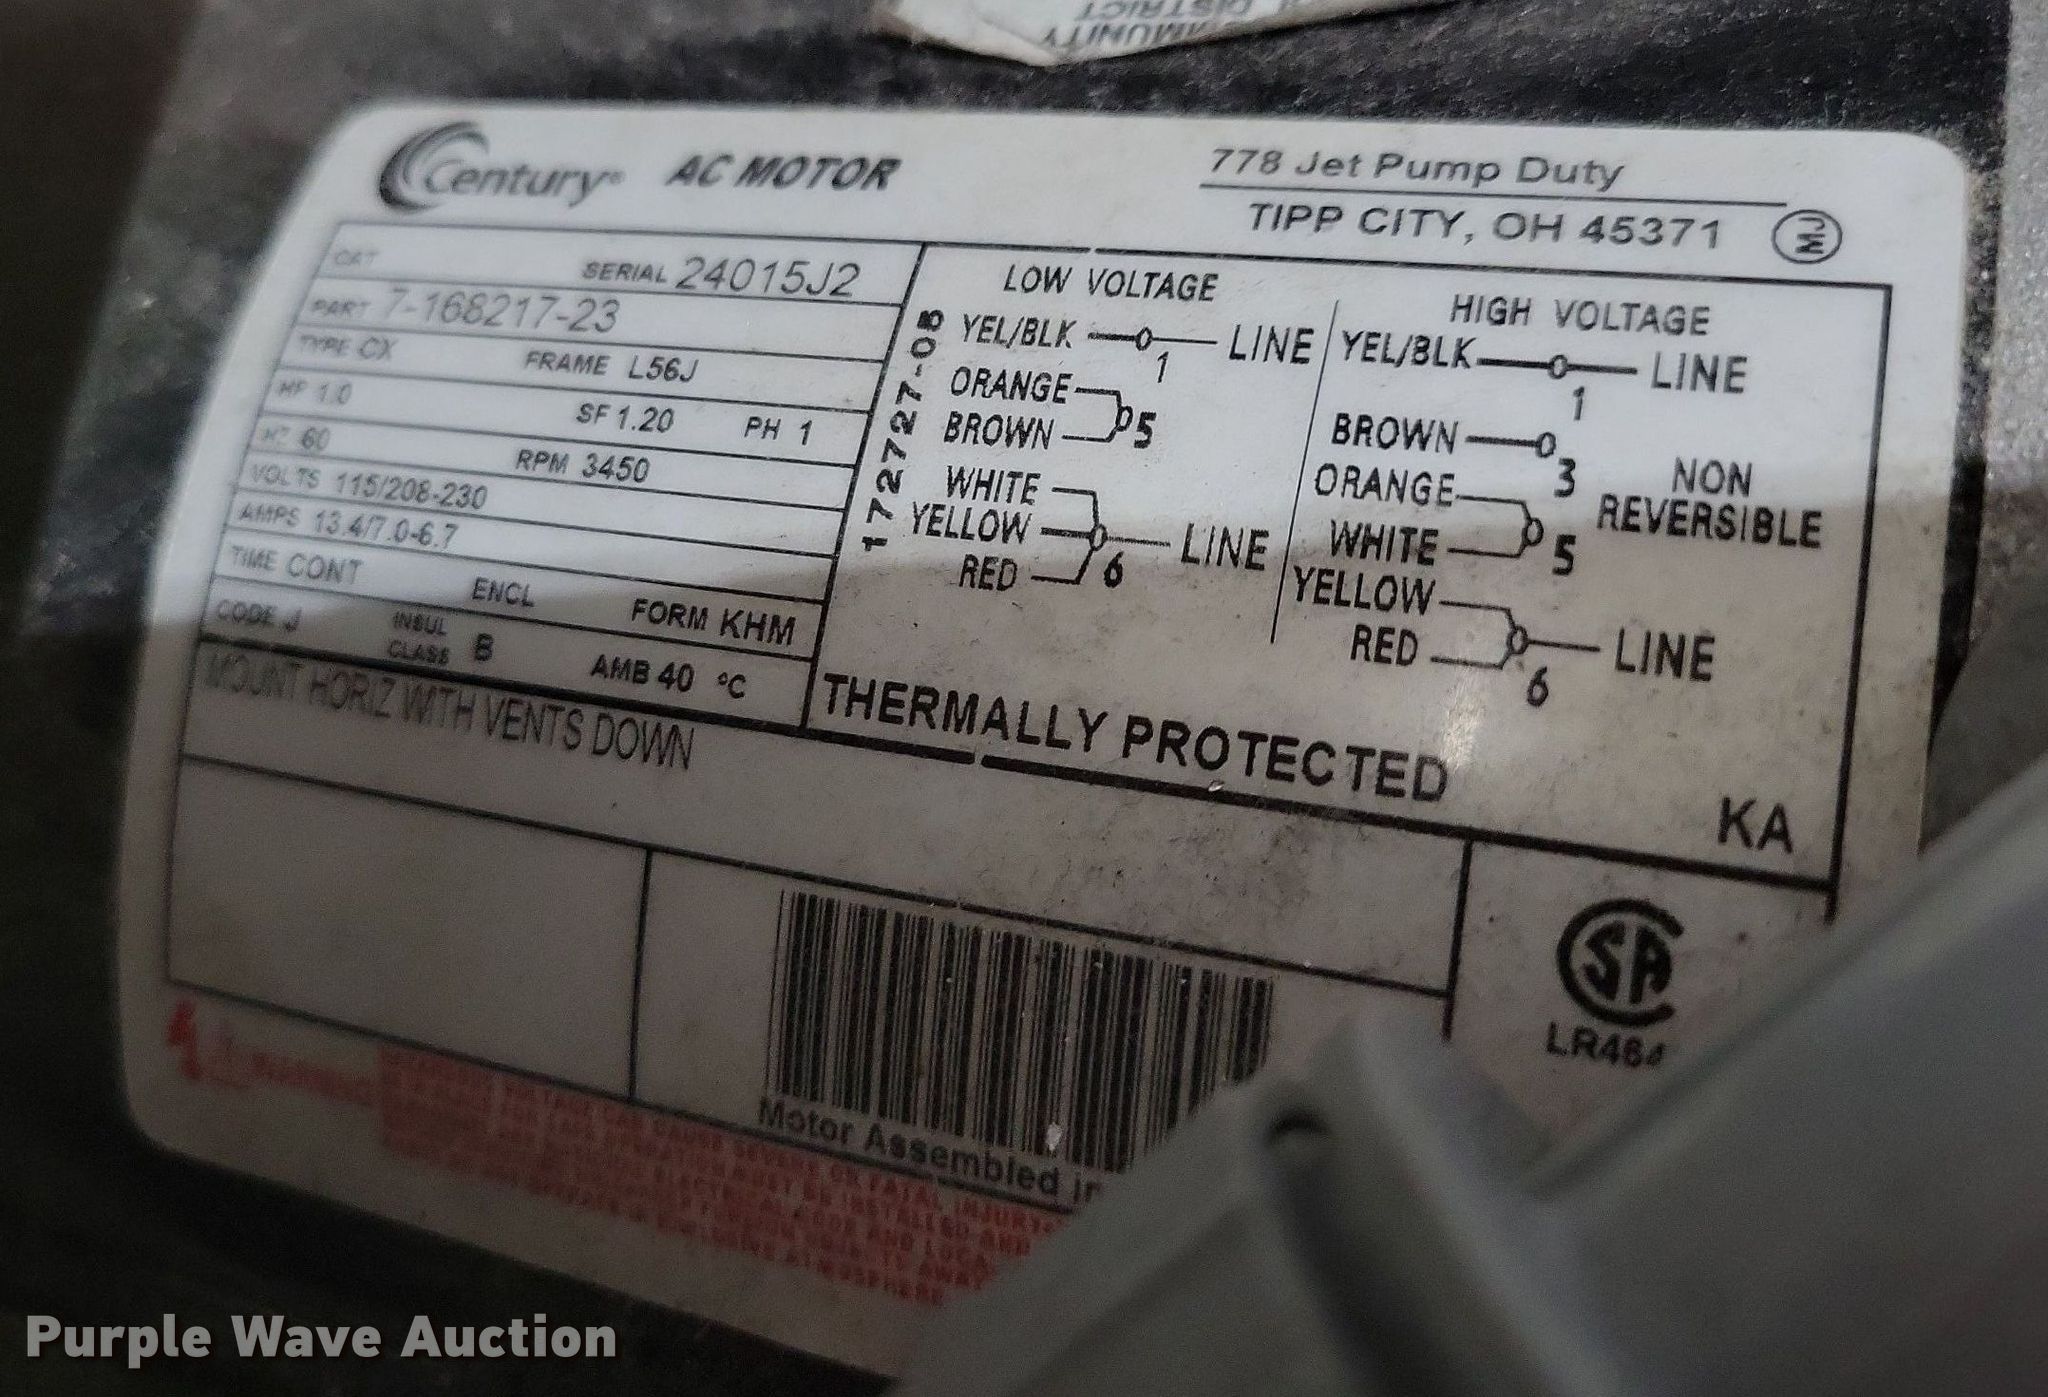 Century® AC MOTOR
778 Jet Pump Duty
TIPP CITY, OH 45371
CAT SERIAL 24015J2
PART 7-168217-23
TYPE CX FRAME L56J
HP 1.0 SF 1.20 PH 1
HZ 60 RPM 3450
VOLTS 115/208-230
AMPS 13.4/7.0-6.7
TIME CONT ENCL FORM KHM
CODE J INSUL CLASS B AMB 40 °C
MOUNT HORIZ WITH VENTS DOWN
172727-08
LOW VOLTAGE
YEL/BLK 1 LINE
ORANGE
BROWN 5
WHITE
YELLOW 6 LINE
RED
HIGH VOLTAGE
YEL/BLK 1 LINE
BROWN 3
ORANGE
WHITE 5
YELLOW
RED 6 LINE
NON
REVERSIBLE
THERMALLY PROTECTED
KA
SA
LR464
Motor Assembled in
DISTRICT
Purple Wave Auction